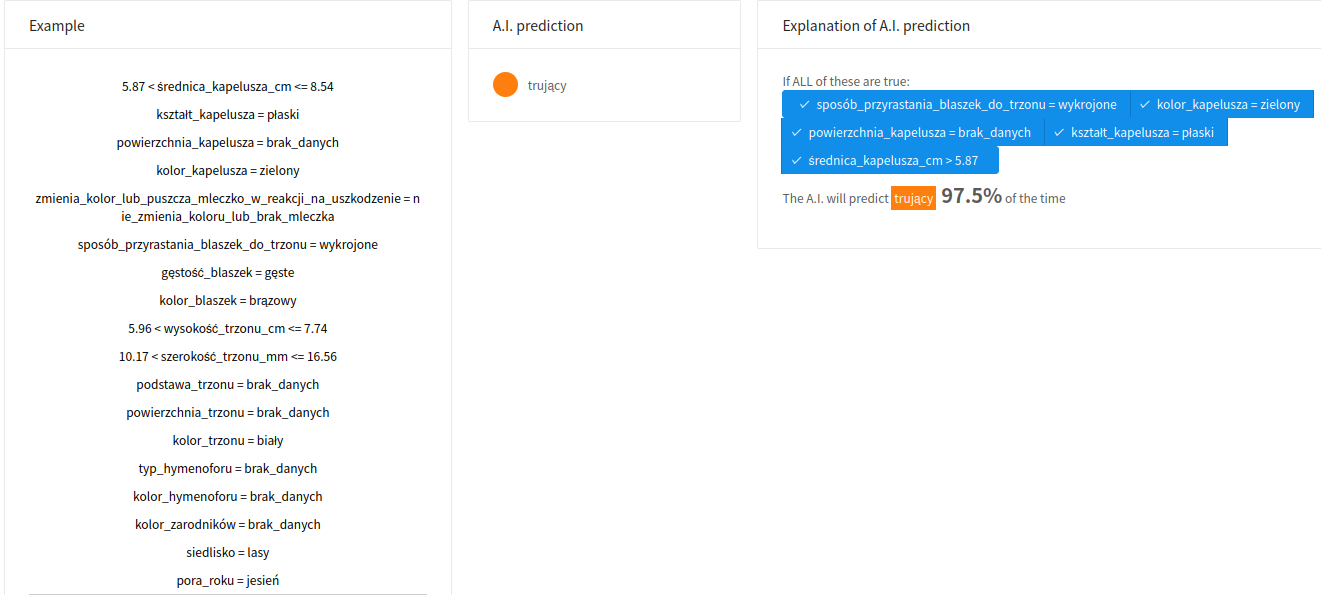 Example
5.87 < średnica_kapelusza_cm <= 8.54
kształt_kapelusza = płaski
powierzchnia_kapelusza = brak_danych
kolor_kapelusza = zielony
zmienia_kolor_lub_puszcza_mleczko_w_reakcji_na_uszkodzenie = n
ie_zmienia_koloru_lub_brak_mleczka
sposób_przyrastania_blaszek_do_trzonu = wykrojone
gęstość_blaszek = gęste
kolor_blaszek = brązowy
5.96 < wysokość_trzonu_cm <= 7.74
10.17 < szerokość_trzonu_mm <= 16.56
podstawa_trzonu = brak_danych
powierzchnia_trzonu = brak_danych
kolor_trzonu = biały
typ_hymenoforu = brak_danych
kolor_hymenoforu = brak_danych
kolor_zarodników = brak_danych
siedlisko = lasy
pora_roku = jesień
A.I. prediction
trujący
Explanation of A.I. prediction
If ALL of these are true:
✓ sposób_przyrastania_blaszek_do_trzonu = wykrojone ✓ kolor_kapelusza = zielony
✓ powierzchnia_kapelusza = brak_danych ✓ kształt_kapelusza = płaski
✓ średnica_kapelusza_cm > 5.87
The A.I. will predict trujący 97.5% of the time